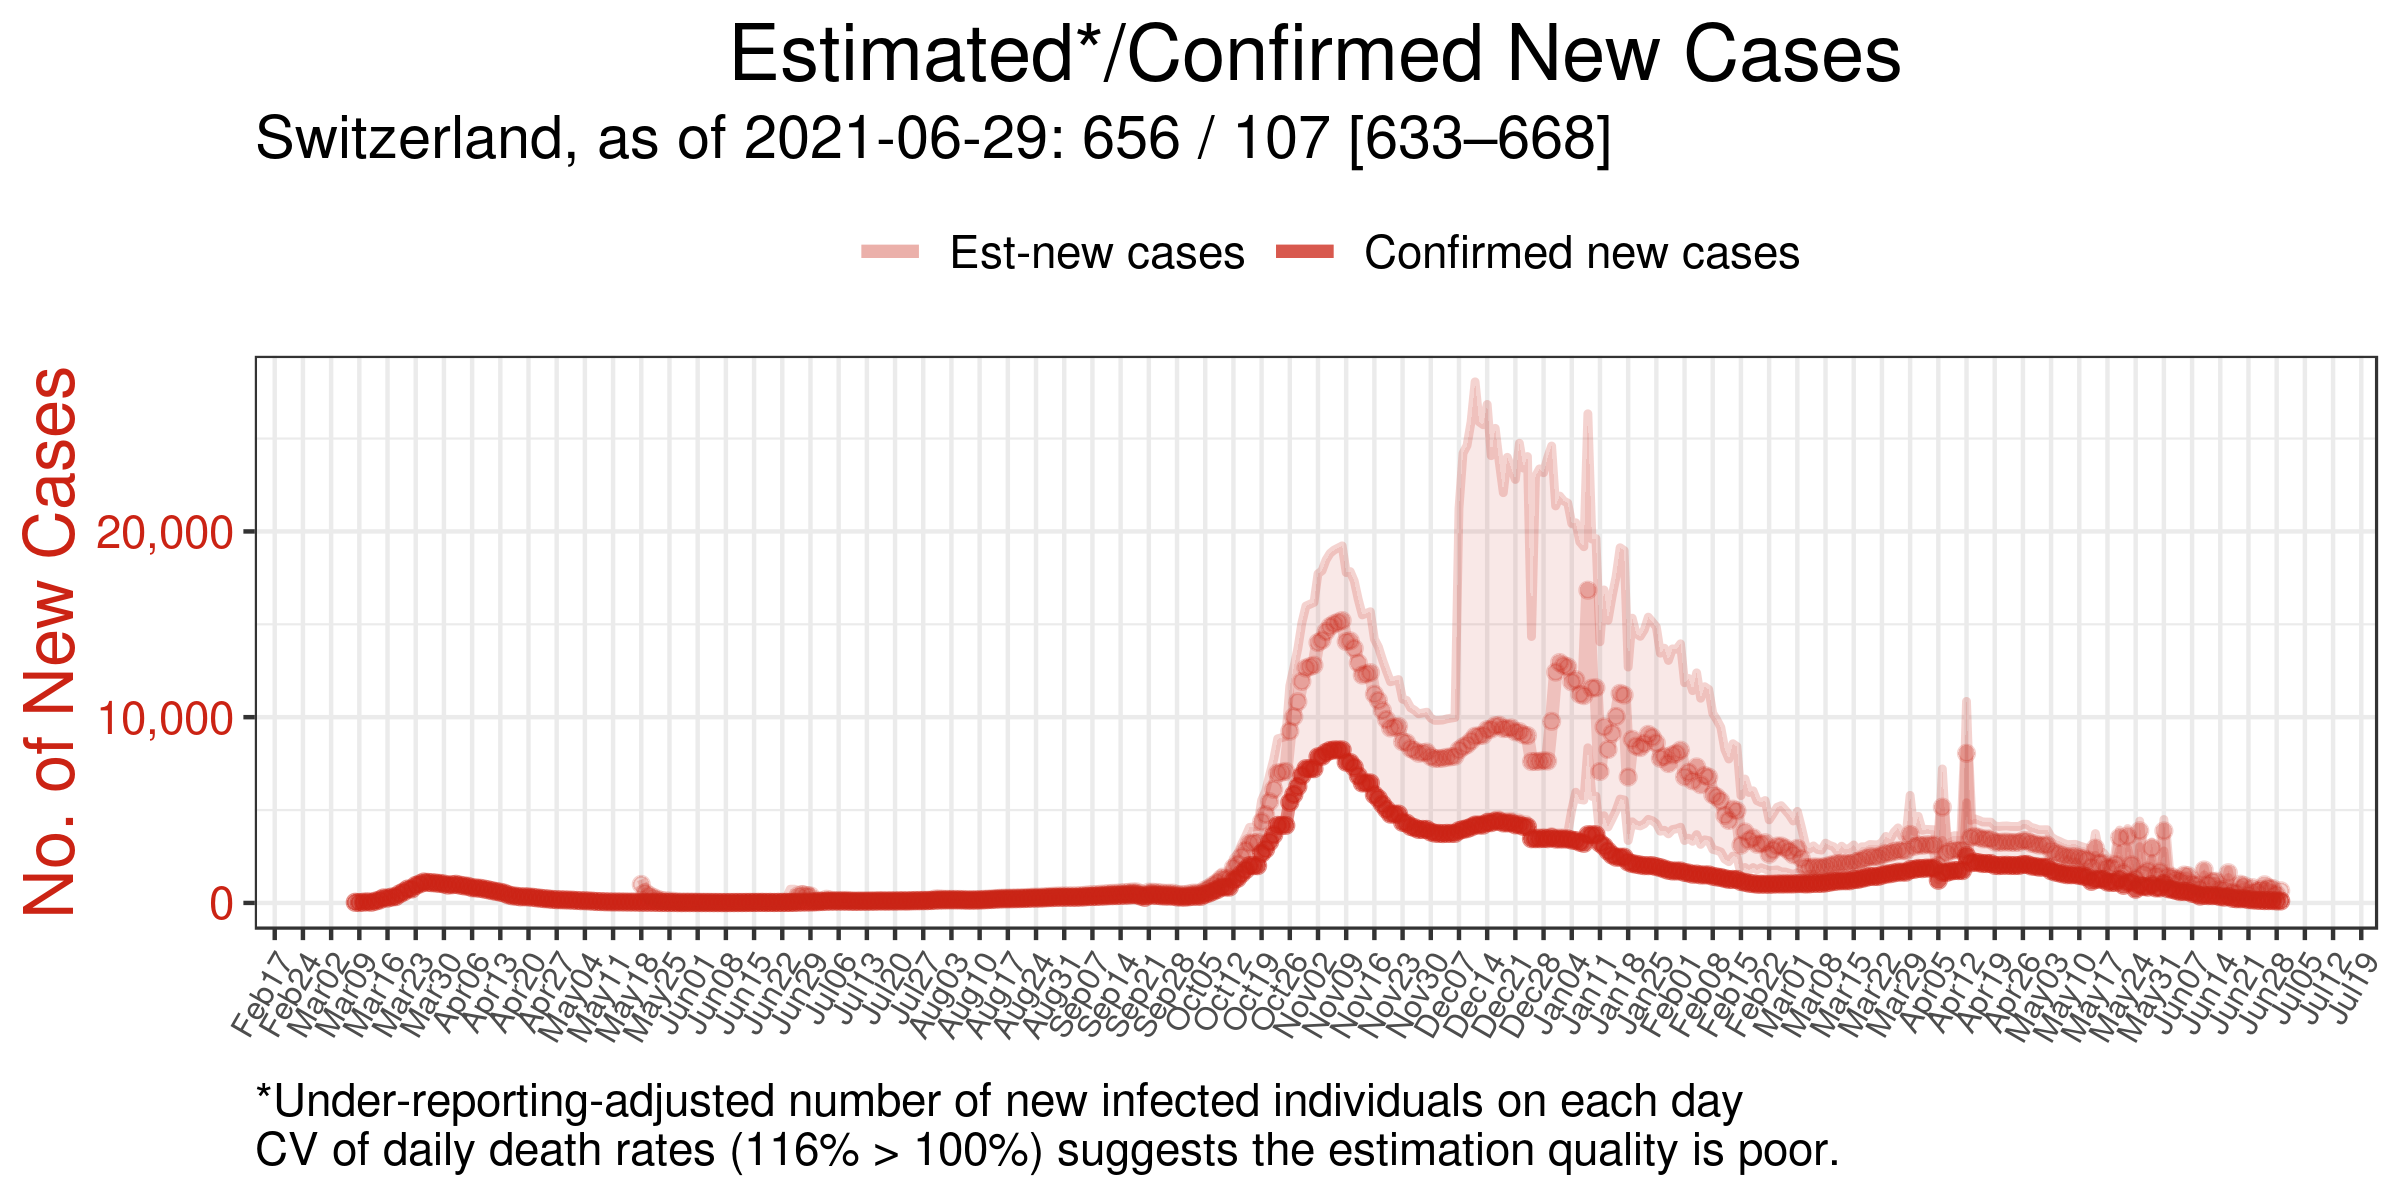 Estimated*/Confirmed New Cases
Switzerland, as of 2021-06-29: 656 / 107 [633–668]
Est-new cases
Confirmed new cases
No. of New Cases
20,000
10,000
0
Feb17
Feb24
Mar02
Mar09
Mar16
Mar23
Mar30
Apr06
Apr13
Apr20
Apr27
May04
May11
May18
May25
Jun01
Jun08
Jun15
Jun22
Jun29
Jul06
Jul13
Jul20
Jul27
Aug03
Aug10
Aug17
Aug24
Aug31
Sep07
Sep14
Sep21
Sep28
Oct05
Oct12
Oct19
Oct26
Nov02
Nov09
Nov16
Nov23
Nov30
Dec07
Dec14
Dec21
Dec28
Jan04
Jan11
Jan18
Jan25
Feb01
Feb08
Feb15
Feb22
Mar01
Mar08
Mar15
Mar22
Mar29
Apr05
Apr12
Apr19
Apr26
May03
May10
May17
May24
May31
Jun07
Jun14
Jun21
Jun28
Jul05
Jul12
Jul19
*Under-reporting-adjusted number of new infected individuals on each day
CV of daily death rates (116% > 100%) suggests the estimation quality is poor.